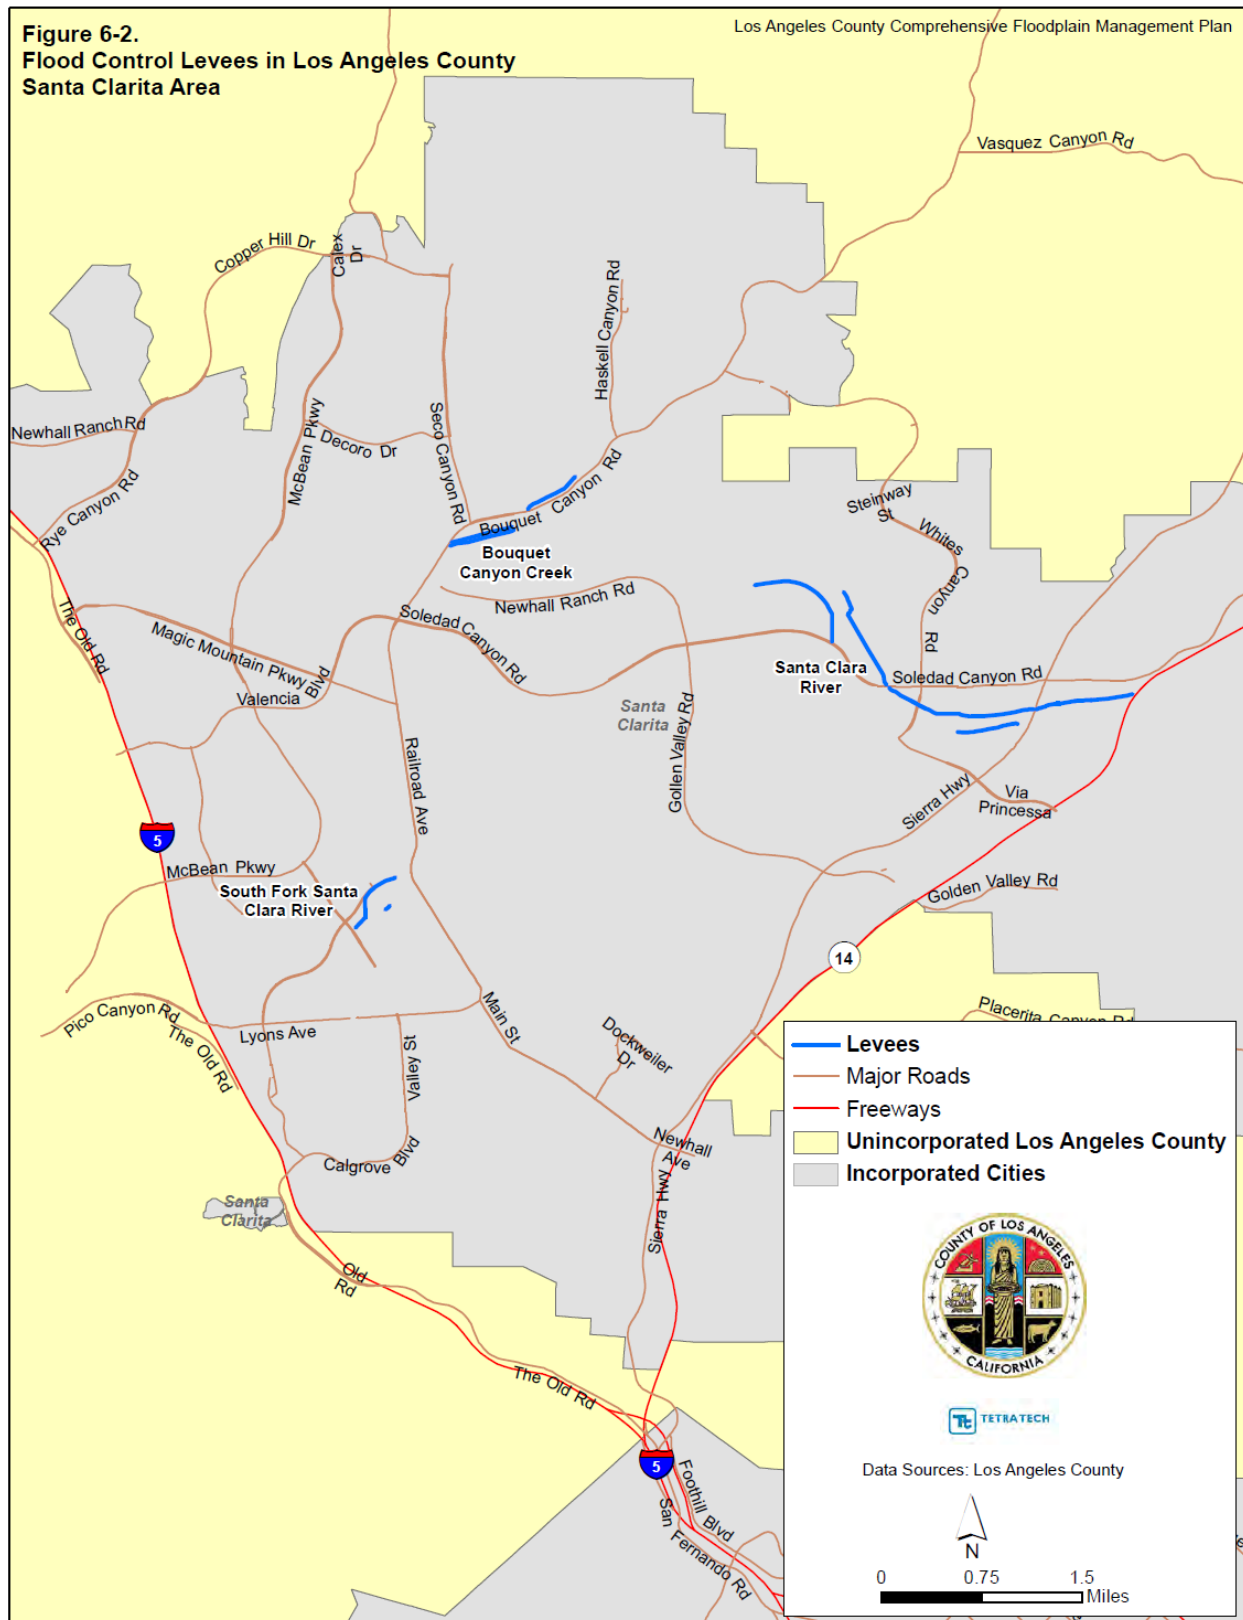 Figure 6-2.
Flood Control Levees in Los Angeles County
Santa Clarita Area
Los Angeles County Comprehensive Floodplain Management Plan
Vasquez Canyon Rd
Copper Hill Dr
Calex
Dr
Haskell Canyon Rd
Newhall Ranch Rd
McBean Pkwy
Decoro Dr
Seco Canyon Rd
Rye Canyon Rd
Bouquet Canyon Rd
Steinway
St
Whites Canyon Rd
Bouquet
Canyon Creek
Newhall Ranch Rd
The Old Rd
Magic Mountain Pkwy
Soledad Canyon Rd
Valencia Blvd
Santa Clara
River
Soledad Canyon Rd
Santa
Clarita
Gollen Valley Rd
Railroad Ave
Sierra Hwy
Via
Princessa
5
McBean Pkwy
South Fork Santa
Clara River
Golden Valley Rd
14
Pico Canyon Rd
The Old Rd
Lyons Ave
Main St
Valley St
Dockweiler
Dr
Placerita Canyon Rd
Newhall
Ave
Calgrove Blvd
Sierra Hwy
Santa
Clarita
Old
Rd
The Old Rd
5
Foothill Blvd
San Fernando Rd
Levees
Major Roads
Freeways
Unincorporated Los Angeles County
Incorporated Cities
COUNTY OF LOS ANGELES
CALIFORNIA
Tt TETRATECH
Data Sources: Los Angeles County
N
0 0.75 1.5
Miles